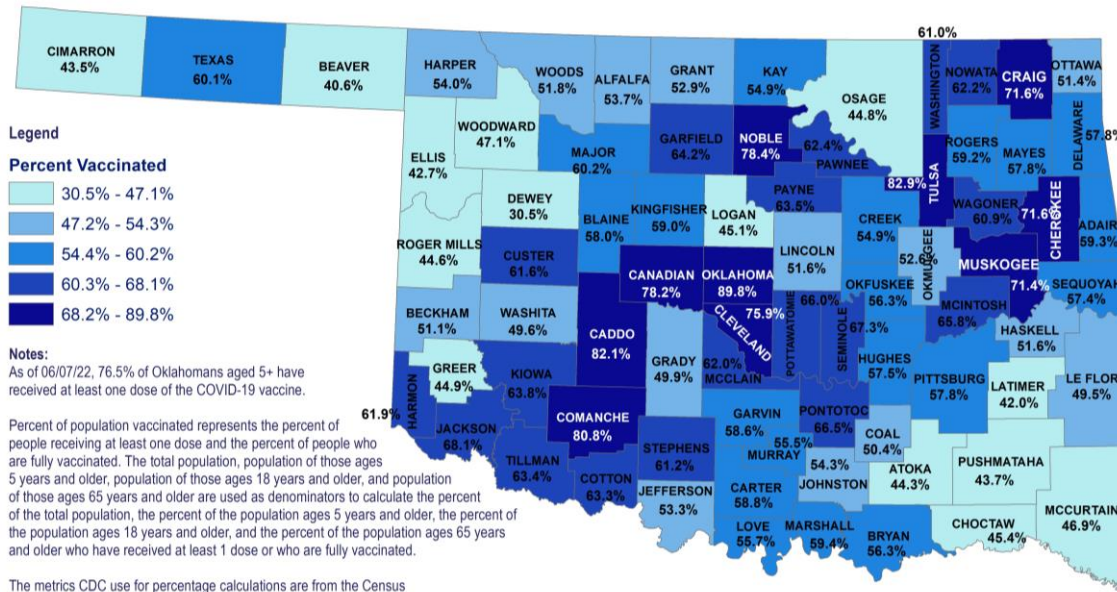 61.0%
CIMARRON
43.5%
TEXAS
60.1%
BEAVER
40.6%
HARPER
54.0%
WOODS
51.8%
ALFALFA
53.7%
GRANT
52.9%
KAY
54.9%
OSAGE
44.8%
WASHINGTON
NOWATA
62.2%
CRAIG
71.6%
OTTAWA
51.4%
Legend
Percent Vaccinated
30.5% - 47.1%
47.2% - 54.3%
54.4% - 60.2%
60.3% - 68.1%
68.2% - 89.8%
ELLIS
42.7%
WOODWARD
47.1%
MAJOR
60.2%
GARFIELD
64.2%
NOBLE
78.4%
62.4%
PAWNEE
ROGERS
59.2%
MAYES
57.8%
DELAWARE
57.8%
DEWEY
30.5%
BLAINE
58.0%
KINGFISHER
59.0%
LOGAN
45.1%
PAYNE
63.5%
82.9%
TULSA
WAGONER
60.9%
71.6%
CHEROKEE
ADAIR
59.3%
ROGER MILLS
44.6%
CUSTER
61.6%
CANADIAN
78.2%
OKLAHOMA
89.8%
LINCOLN
51.6%
CREEK
54.9%
52.6%
OKMULGEE
MUSKOGEE
71.4%
SEQUOYAH
57.4%
BECKHAM
51.1%
WASHITA
49.6%
CADDO
82.1%
GRADY
49.9%
75.9%
CLEVELAND
62.0%
MCCLAIN
66.0%
POTTAWATOMIE
SEMINOLE
67.3%
OKFUSKEE
56.3%
MCINTOSH
65.8%
HASKELL
51.6%
HUGHES
57.5%
PITTSBURG
57.8%
LATIMER
42.0%
LE FLOR
49.5%
Notes:
As of 06/07/22, 76.5% of Oklahomans aged 5+ have
received at least one dose of the COVID-19 vaccine.
GREER
44.9%
KIOWA
63.8%
61.9%
HARMON
JACKSON
68.1%
COMANCHE
80.8%
TILLMAN
63.4%
COTTON
63.3%
STEPHENS
61.2%
JEFFERSON
53.3%
GARVIN
58.6%
55.5%
MURRAY
PONTOTOC
66.5%
COAL
50.4%
54.3%
JOHNSTON
ATOKA
44.3%
PUSHMATAHA
43.7%
MCCURTAIN
46.9%
CARTER
58.8%
LOVE
55.7%
MARSHALL
59.4%
BRYAN
56.3%
CHOCTAW
45.4%
Percent of population vaccinated represents the percent of
people receiving at least one dose and the percent of people who
are fully vaccinated. The total population, population of those ages
5 years and older, population of those ages 18 years and older, and population
of those ages 65 years and older are used as denominators to calculate the percent
of the total population, the percent of the population ages 5 years and older, the percent of
the population ages 18 years and older, and the percent of the population ages 65 years
and older who have received at least 1 dose or who are fully vaccinated.
The metrics CDC use for percentage calculations are from the Census